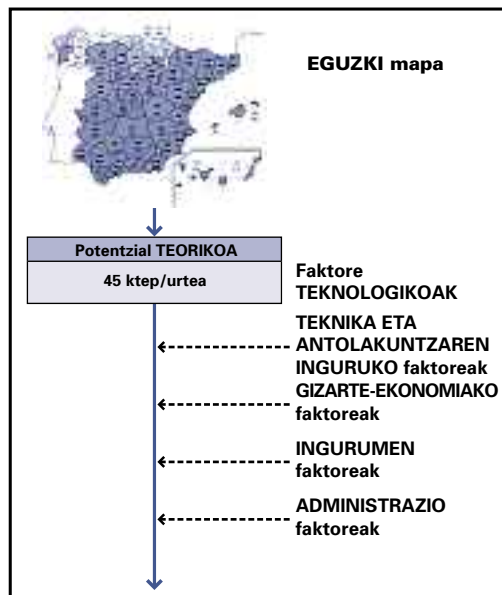 EGUZKI mapa
Potentzial TEORIKOA
45 ktep/urtea
Faktore
TEKNOLOGIKOAK
TEKNIKA ETA
ANTOLAKUNTZAREN
INGURUKO faktoreak
GIZARTE-EKONOMIAKO
faktoreak
INGURUMEN
faktoreak
ADMINISTRAZIO
faktoreak